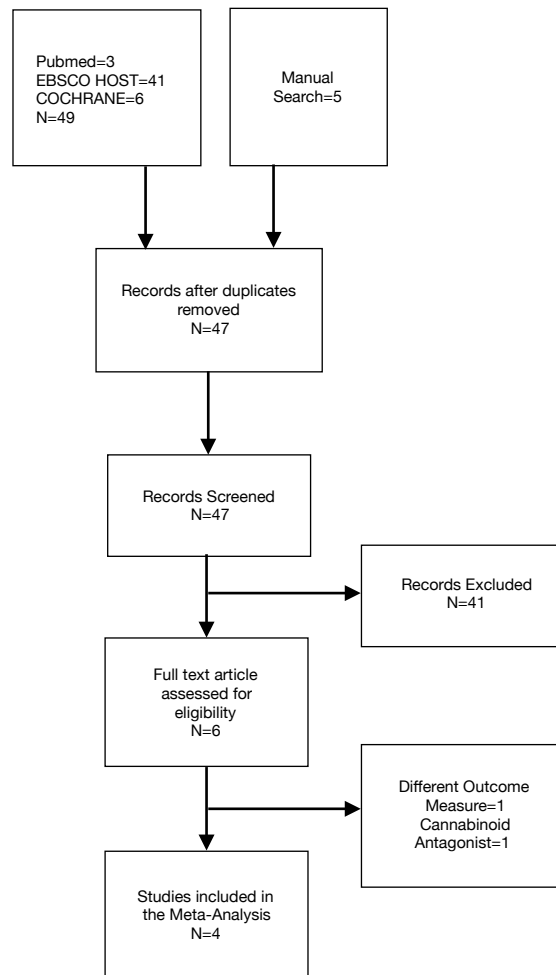 Pubmed=3
EBSCO HOST=41
COCHRANE=6
N=49
Manual
Search=5
Records after duplicates
removed
N=47
Records Screened
N=47
Records Excluded
N=41
Full text article
assessed for
eligibility
N=6
Different Outcome
Measure=1
Cannabinoid
Antagonist=1
Studies included in
the Meta-Analysis
N=4